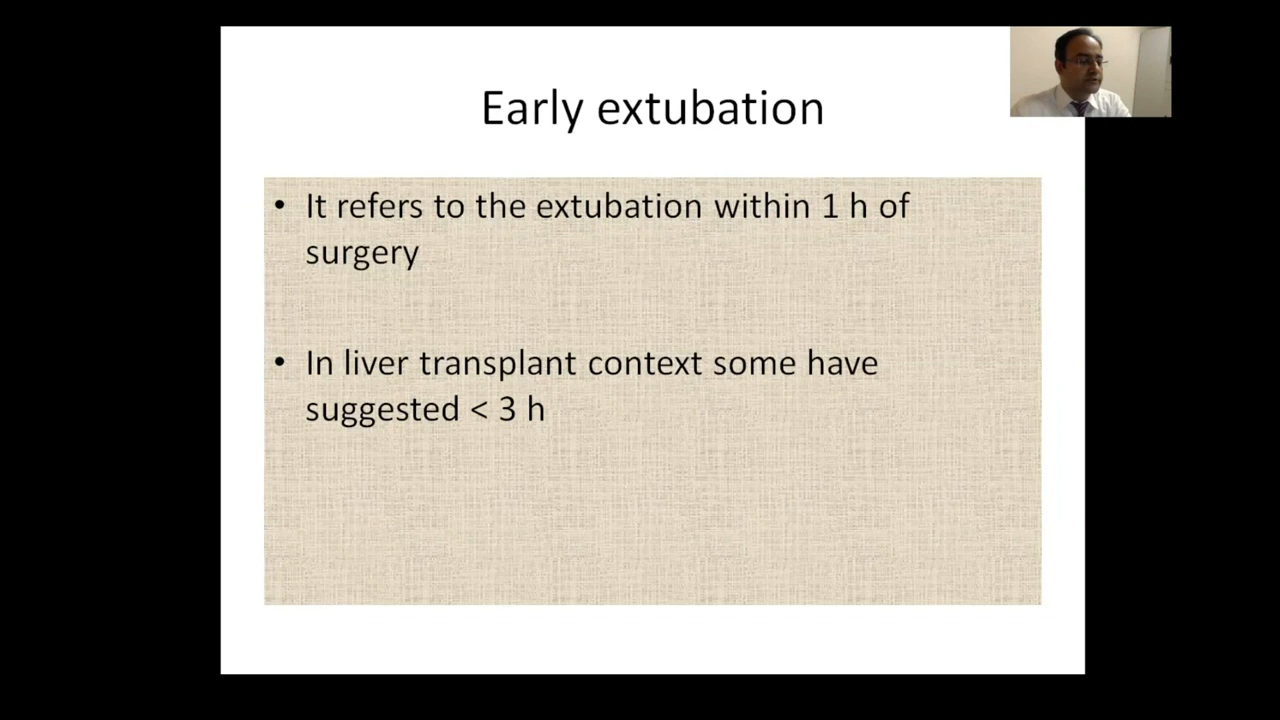 Early extubation
• It refers to the extubation within 1 h of
surgery
• In liver transplant context some have
suggested < 3 h